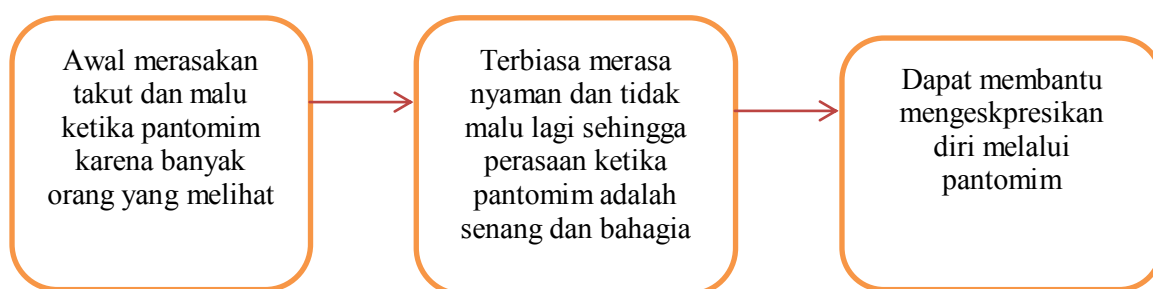 Awal merasakan
takut dan malu
ketika pantomim
karena banyak
orang yang melihat
Terbiasa merasa
nyaman dan tidak
malu lagi sehingga
perasaan ketika
pantomim adalah
senang dan bahagia
Dapat membantu
mengeskpresikan
diri melalui
pantomim